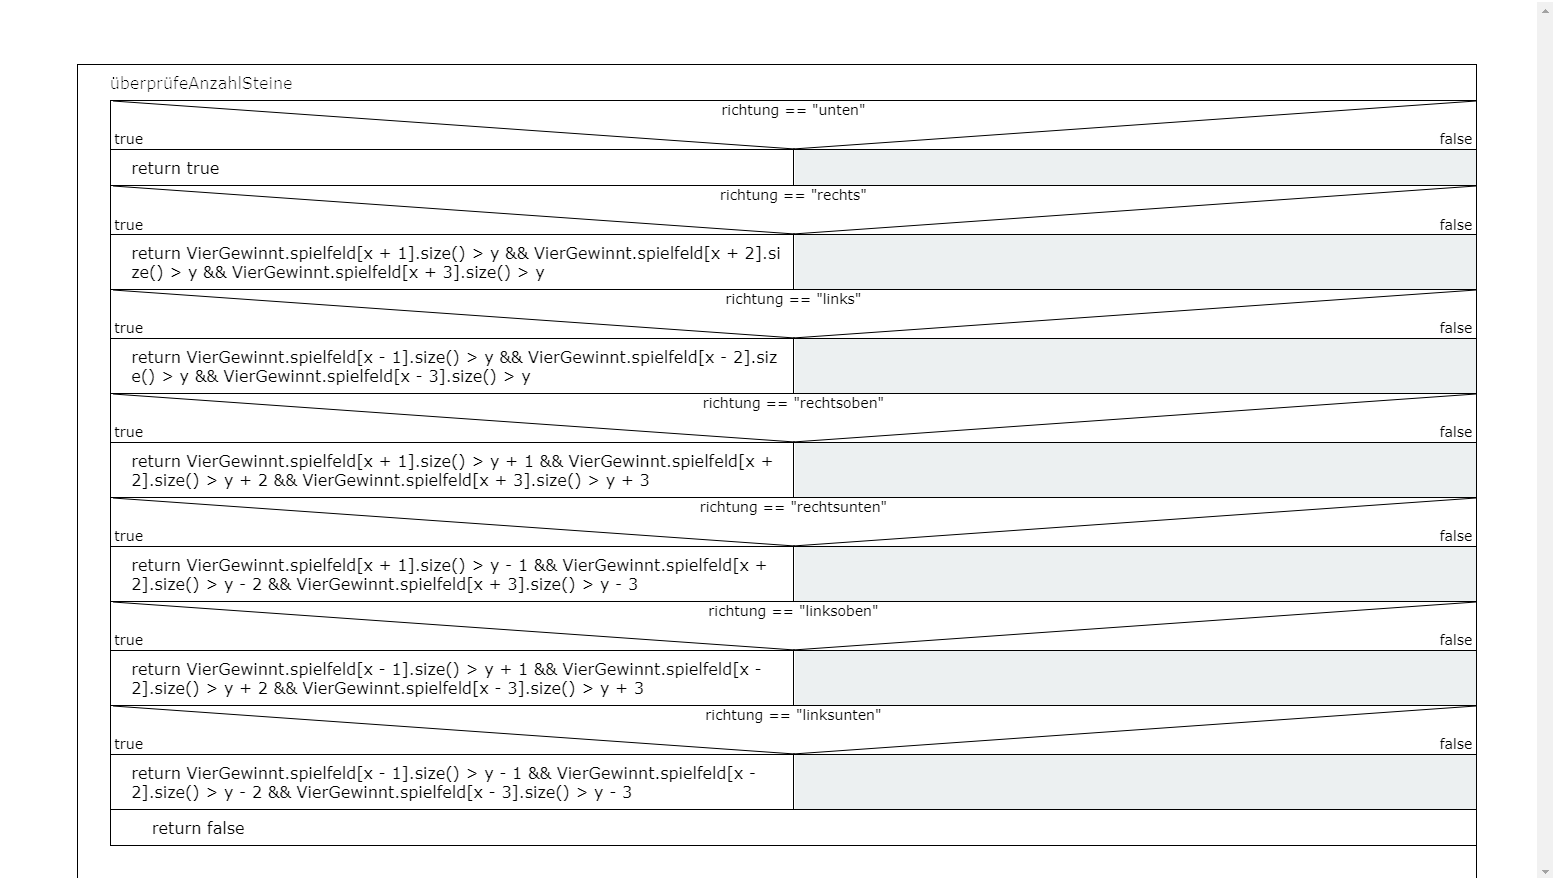 überprüfeAnzahlSteine
richtung == "unten"
true
false
return true
richtung == "rechts"
true
false
return VierGewinnt.spielfeld[x + 1].size() > y && VierGewinnt.spielfeld[x + 2].si
ze() > y && VierGewinnt.spielfeld[x + 3].size() > y
richtung == "links"
true
false
return VierGewinnt.spielfeld[x - 1].size() > y && VierGewinnt.spielfeld[x - 2].siz
e() > y && VierGewinnt.spielfeld[x - 3].size() > y
richtung == "rechtsoben"
true
false
return VierGewinnt.spielfeld[x + 1].size() > y + 1 && VierGewinnt.spielfeld[x +
2].size() > y + 2 && VierGewinnt.spielfeld[x + 3].size() > y + 3
richtung == "rechtsunten"
true
false
return VierGewinnt.spielfeld[x + 1].size() > y - 1 && VierGewinnt.spielfeld[x +
2].size() > y - 2 && VierGewinnt.spielfeld[x + 3].size() > y - 3
richtung == "linksoben"
true
false
return VierGewinnt.spielfeld[x - 1].size() > y + 1 && VierGewinnt.spielfeld[x -
2].size() > y + 2 && VierGewinnt.spielfeld[x - 3].size() > y + 3
richtung == "linksunten"
true
false
return VierGewinnt.spielfeld[x - 1].size() > y - 1 && VierGewinnt.spielfeld[x -
2].size() > y - 2 && VierGewinnt.spielfeld[x - 3].size() > y - 3
return false